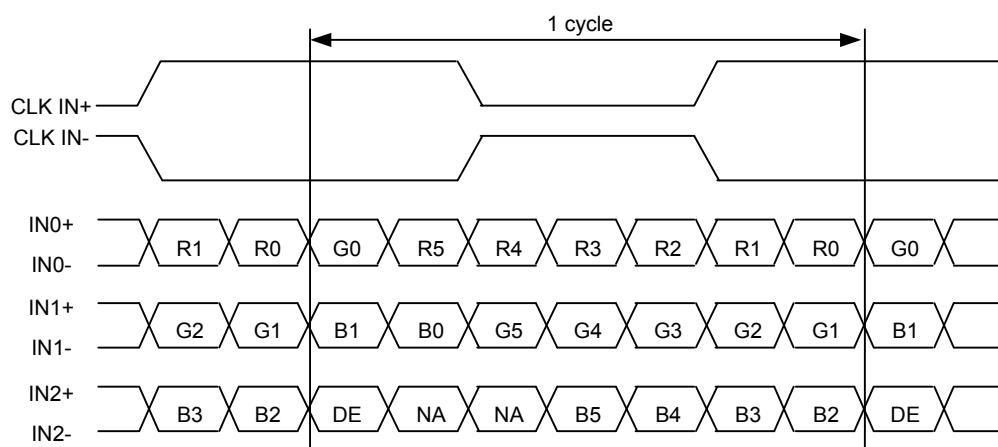 1 cycle
CLK IN+
CLK IN-
IN0+
R1 R0 G0 R5 R4 R3 R2 R1 R0 G0
IN0-
IN1+
G2 G1 B1 B0 G5 G4 G3 G2 G1 B1
IN1-
IN2+
B3 B2 DE NA NA B5 B4 B3 B2 DE
IN2-